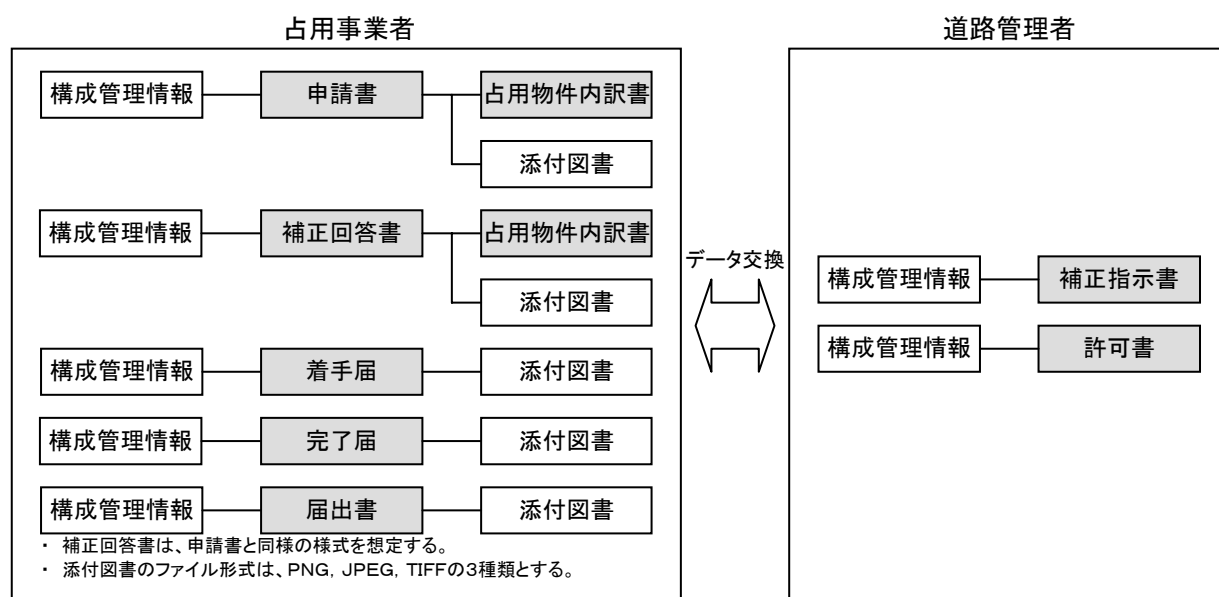 占用事業者
構成管理情報 申請書 占用物件内訳書
添付図書
構成管理情報 補正回答書 占用物件内訳書
添付図書
構成管理情報 着手届 添付図書
構成管理情報 完了届 添付図書
構成管理情報 届出書 添付図書
・ 補正回答書は、申請書と同様の様式を想定する。
・ 添付図書のファイル形式は、PNG, JPEG, TIFFの3種類とする。
データ交換
道路管理者
構成管理情報 補正指示書
構成管理情報 許可書